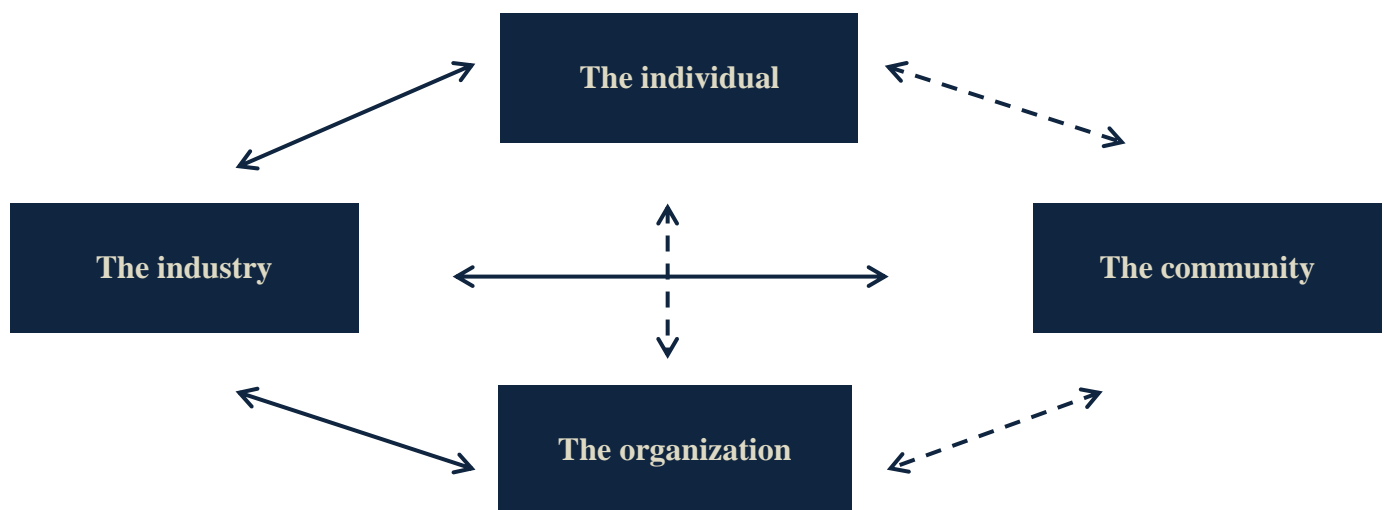 The individual
The industry
The community
The organization